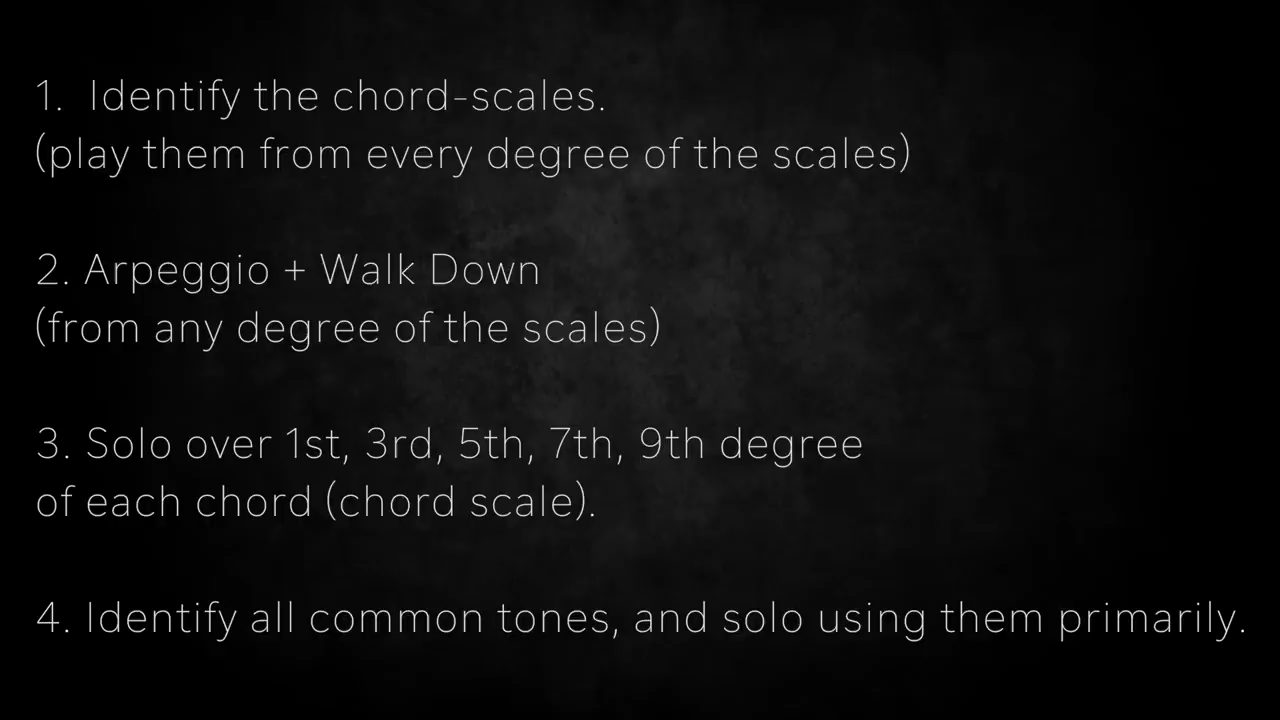 1.  Identify the chord-scales.
(play them from every degree of the scales)
2. Arpeggio + Walk Down
(from any degree of the scales)
3. Solo over 1st, 3rd, 5th, 7th, 9th degree
of each chord (chord scale).
4. Identify all common tones, and solo using them primarily.